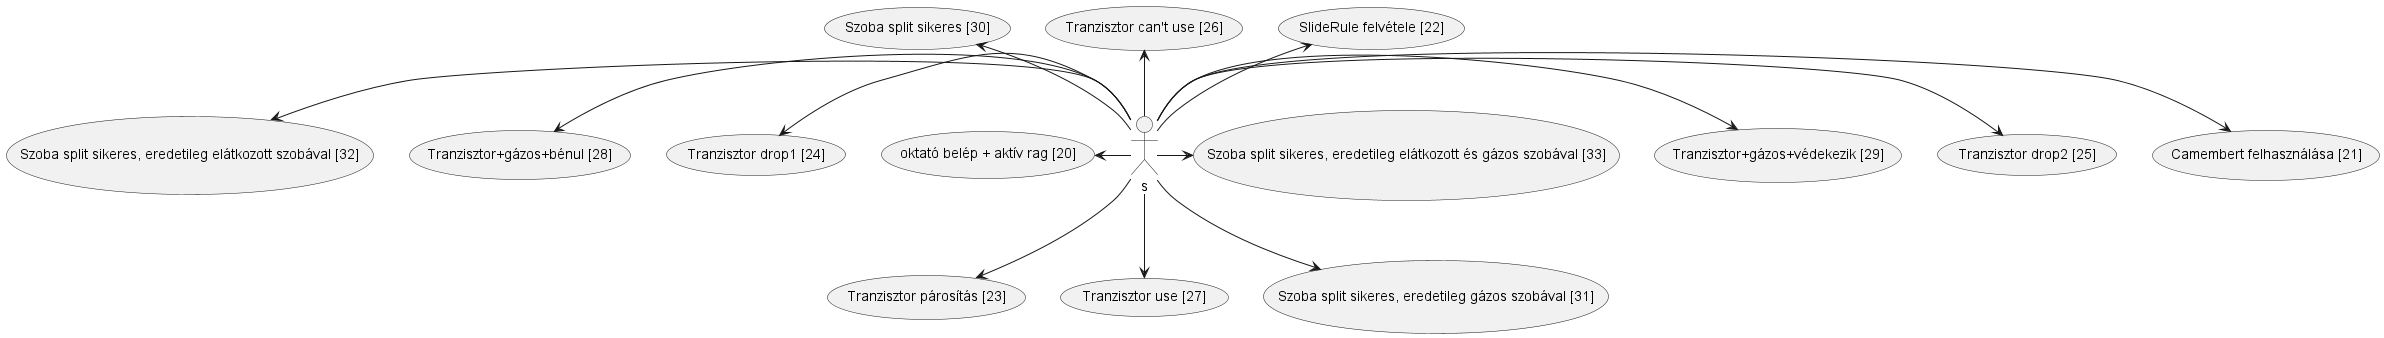 Szoba split sikeres [30]
Tranzisztor can't use [26]
SlideRule felvétele [22]
Szoba split sikeres, eredetileg elátkozott szobával [32]
Tranzisztor+gázos+bénul [28]
Tranzisztor drop1 [24]
oktató belép + aktív rag [20]
Szoba split sikeres, eredetileg elátkozott és gázos szobával [33]
Tranzisztor+gázos+védekezik [29]
Tranzisztor drop2 [25]
Camembert felhasználása [21]
s
Tranzisztor párosítás [23]
Tranzisztor use [27]
Szoba split sikeres, eredetileg gázos szobával [31]